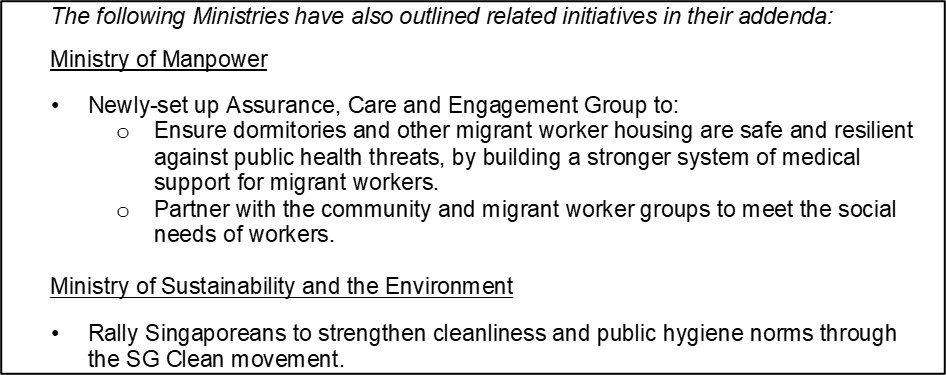 The following Ministries have also outlined related initiatives in their addenda:
Ministry of Manpower
• Newly-set up Assurance, Care and Engagement Group to:
o Ensure dormitories and other migrant worker housing are safe and resilient
against public health threats, by building a stronger system of medical
support for migrant workers.
o Partner with the community and migrant worker groups to meet the social
needs of workers.
Ministry of Sustainability and the Environment
• Rally Singaporeans to strengthen cleanliness and public hygiene norms through
the SG Clean movement.